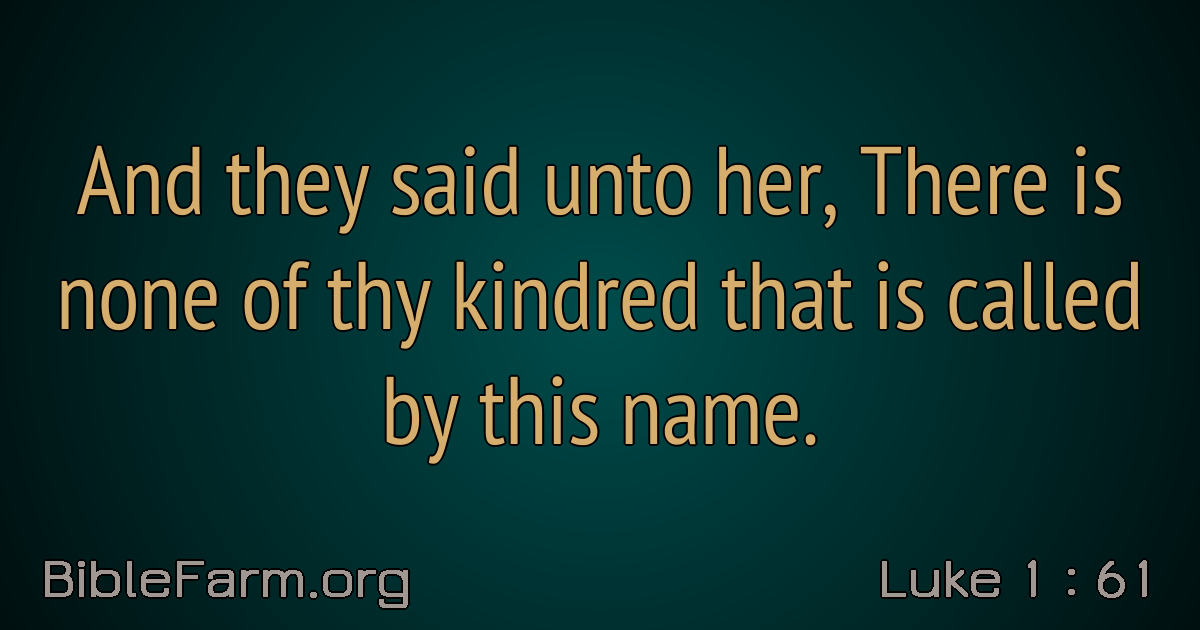 And they said unto her, There is
none of thy kindred that is called
by this name.
BibleFarm.org
Luke 1 : 61